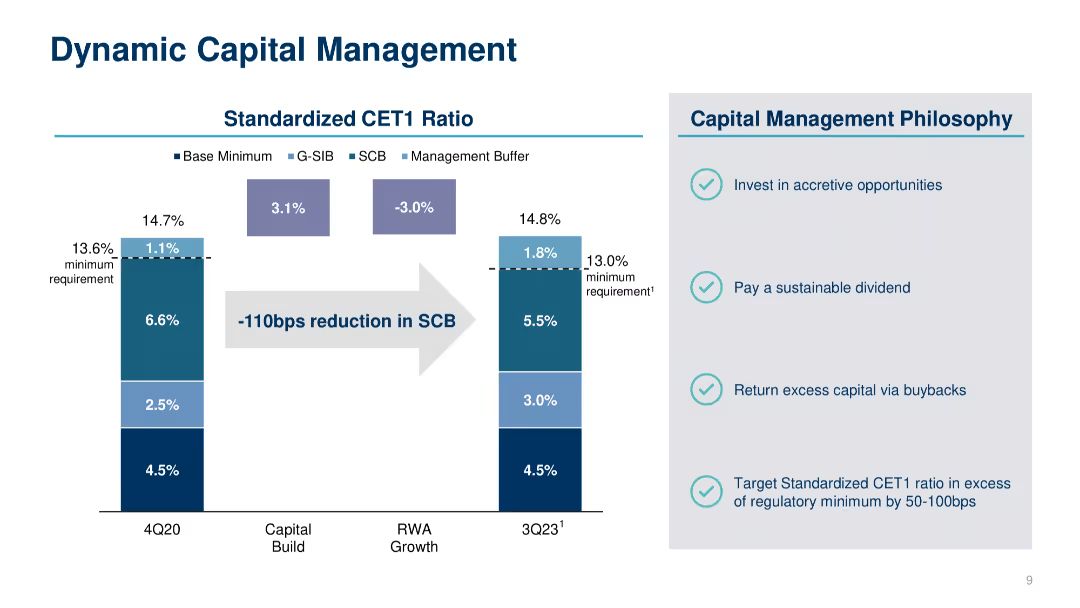 Dynamic Capital Management
Standardized CET1 Ratio
Base Minimum G-SIB SCB Management Buffer
3.1%
-3.0%
14.7%
14.8%
13.6%
minimum
requirement
1.1%
1.8%
13.0%
minimum
requirement¹
6.6%
-110bps reduction in SCB
5.5%
2.5%
3.0%
4.5%
4.5%
4Q20
Capital
Build
RWA
Growth
3Q23¹
Capital Management Philosophy
Invest in accretive opportunities
Pay a sustainable dividend
Return excess capital via buybacks
Target Standardized CET1 ratio in excess
of regulatory minimum by 50-100bps
9